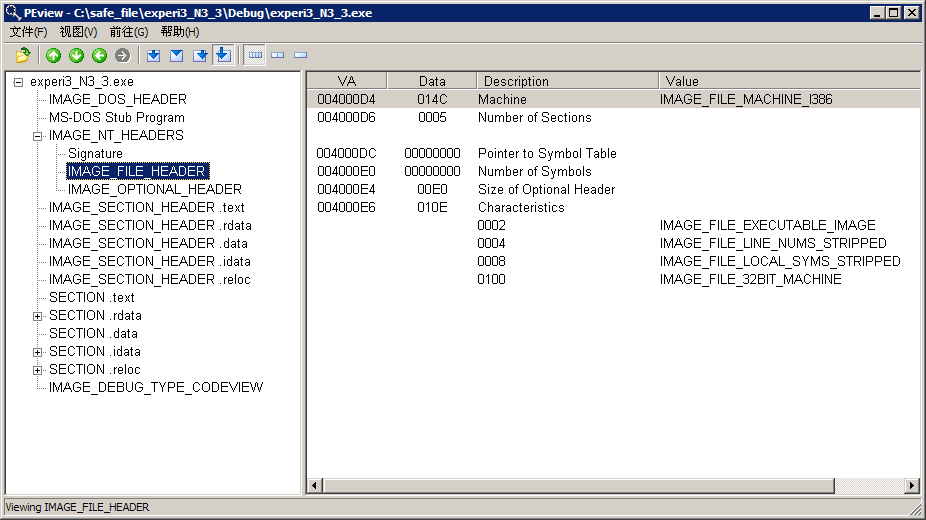 PEview - C:\safe_file\experi3_N3_3\Debug\experi3_N3_3.exe
文件(F) 视图(V) 前往(G) 帮助(H)
experi3_N3_3.exe
IMAGE_DOS_HEADER
MS-DOS Stub Program
IMAGE_NT_HEADERS
Signature
IMAGE_FILE_HEADER
IMAGE_OPTIONAL_HEADER
IMAGE_SECTION_HEADER .text
IMAGE_SECTION_HEADER .rdata
IMAGE_SECTION_HEADER .data
IMAGE_SECTION_HEADER .idata
IMAGE_SECTION_HEADER .reloc
SECTION .text
SECTION .rdata
SECTION .data
SECTION .idata
SECTION .reloc
IMAGE_DEBUG_TYPE_CODEVIEW
VA Data Description Value
004000D4 014C Machine IMAGE_FILE_MACHINE_I386
004000D6 0005 Number of Sections
004000DC 00000000 Pointer to Symbol Table
004000E0 00000000 Number of Symbols
004000E4 00E0 Size of Optional Header
004000E6 010E Characteristics
0002 IMAGE_FILE_EXECUTABLE_IMAGE
0004 IMAGE_FILE_LINE_NUMS_STRIPPED
0008 IMAGE_FILE_LOCAL_SYMS_STRIPPED
0100 IMAGE_FILE_32BIT_MACHINE
Viewing IMAGE_FILE_HEADER